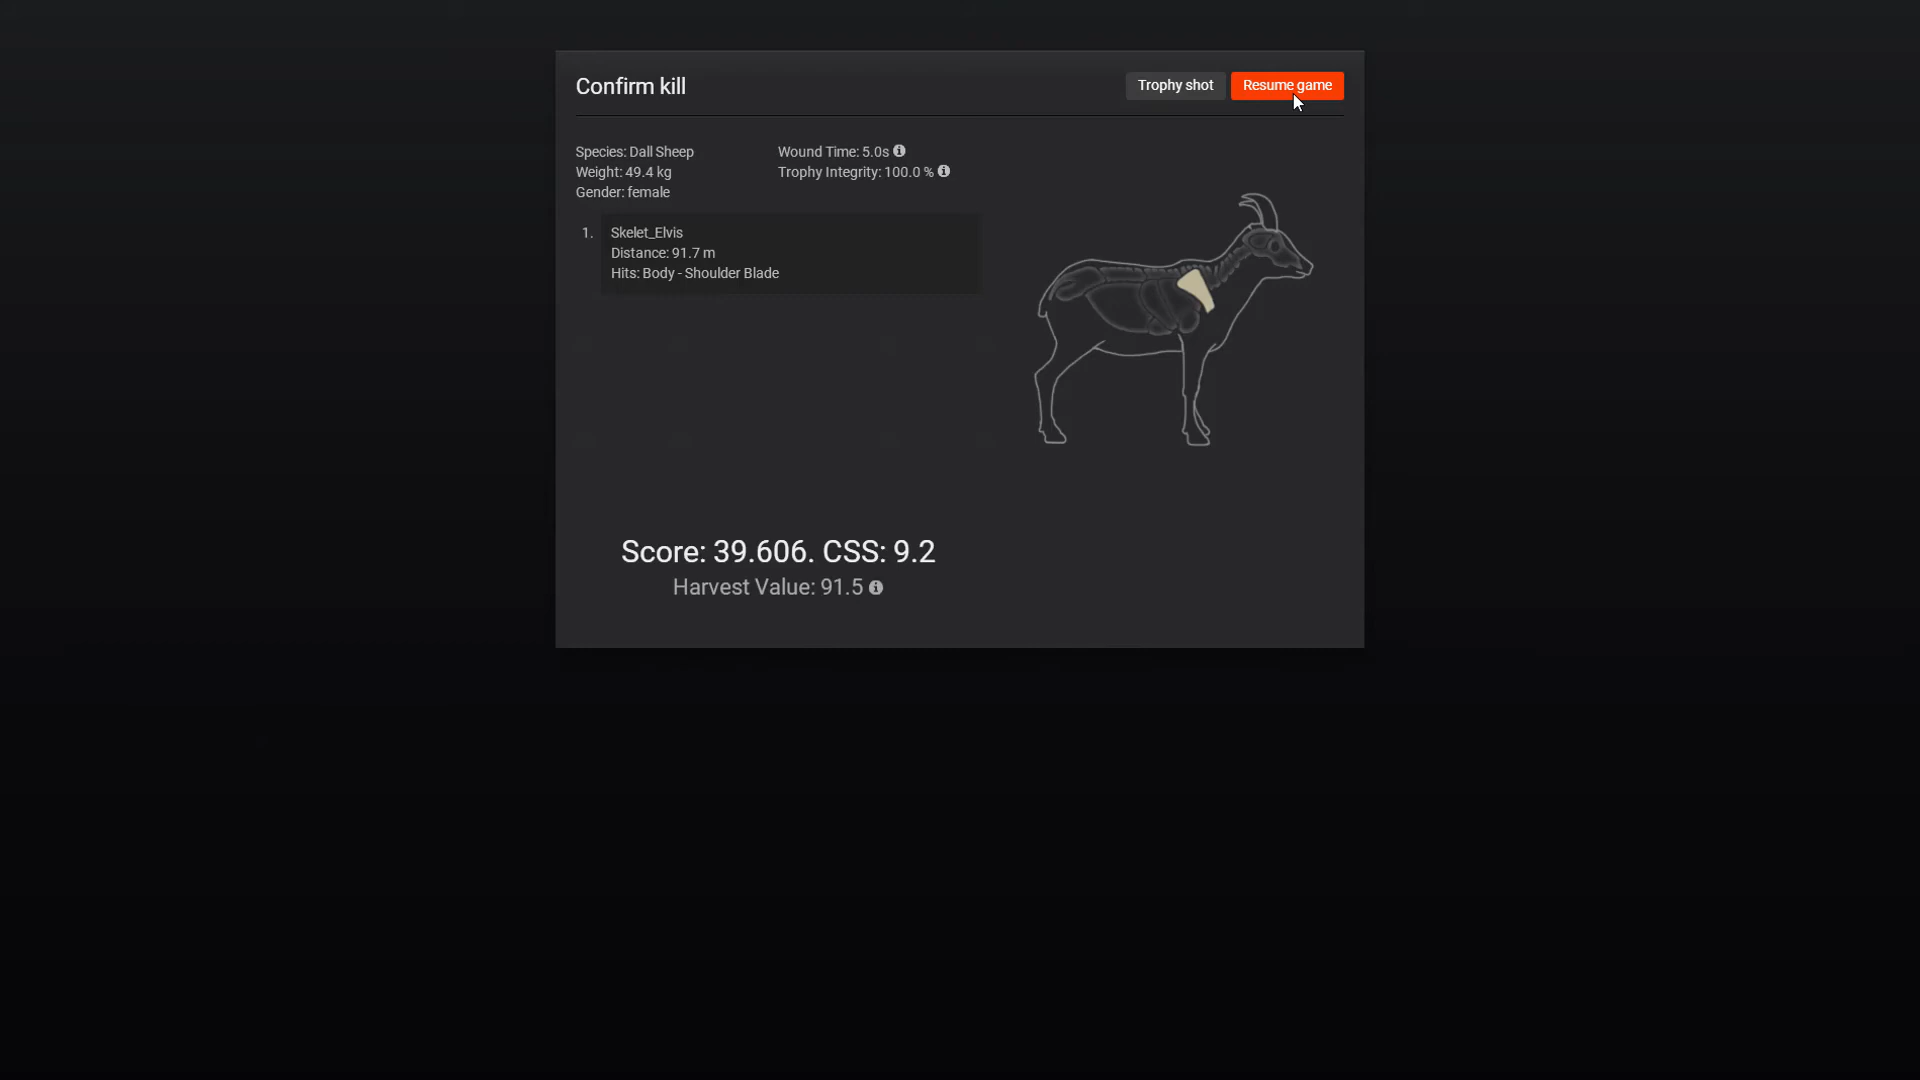 Confirm kill
Trophy shot
Resume game
Species: Dall Sheep
Weight: 49.4 kg
Gender: female
Wound Time: 5.0s
Trophy Integrity: 100.0 %
1.
Skelet_Elvis
Distance: 91.7 m
Hits: Body - Shoulder Blade
Score: 39.606. CSS: 9.2
Harvest Value: 91.5